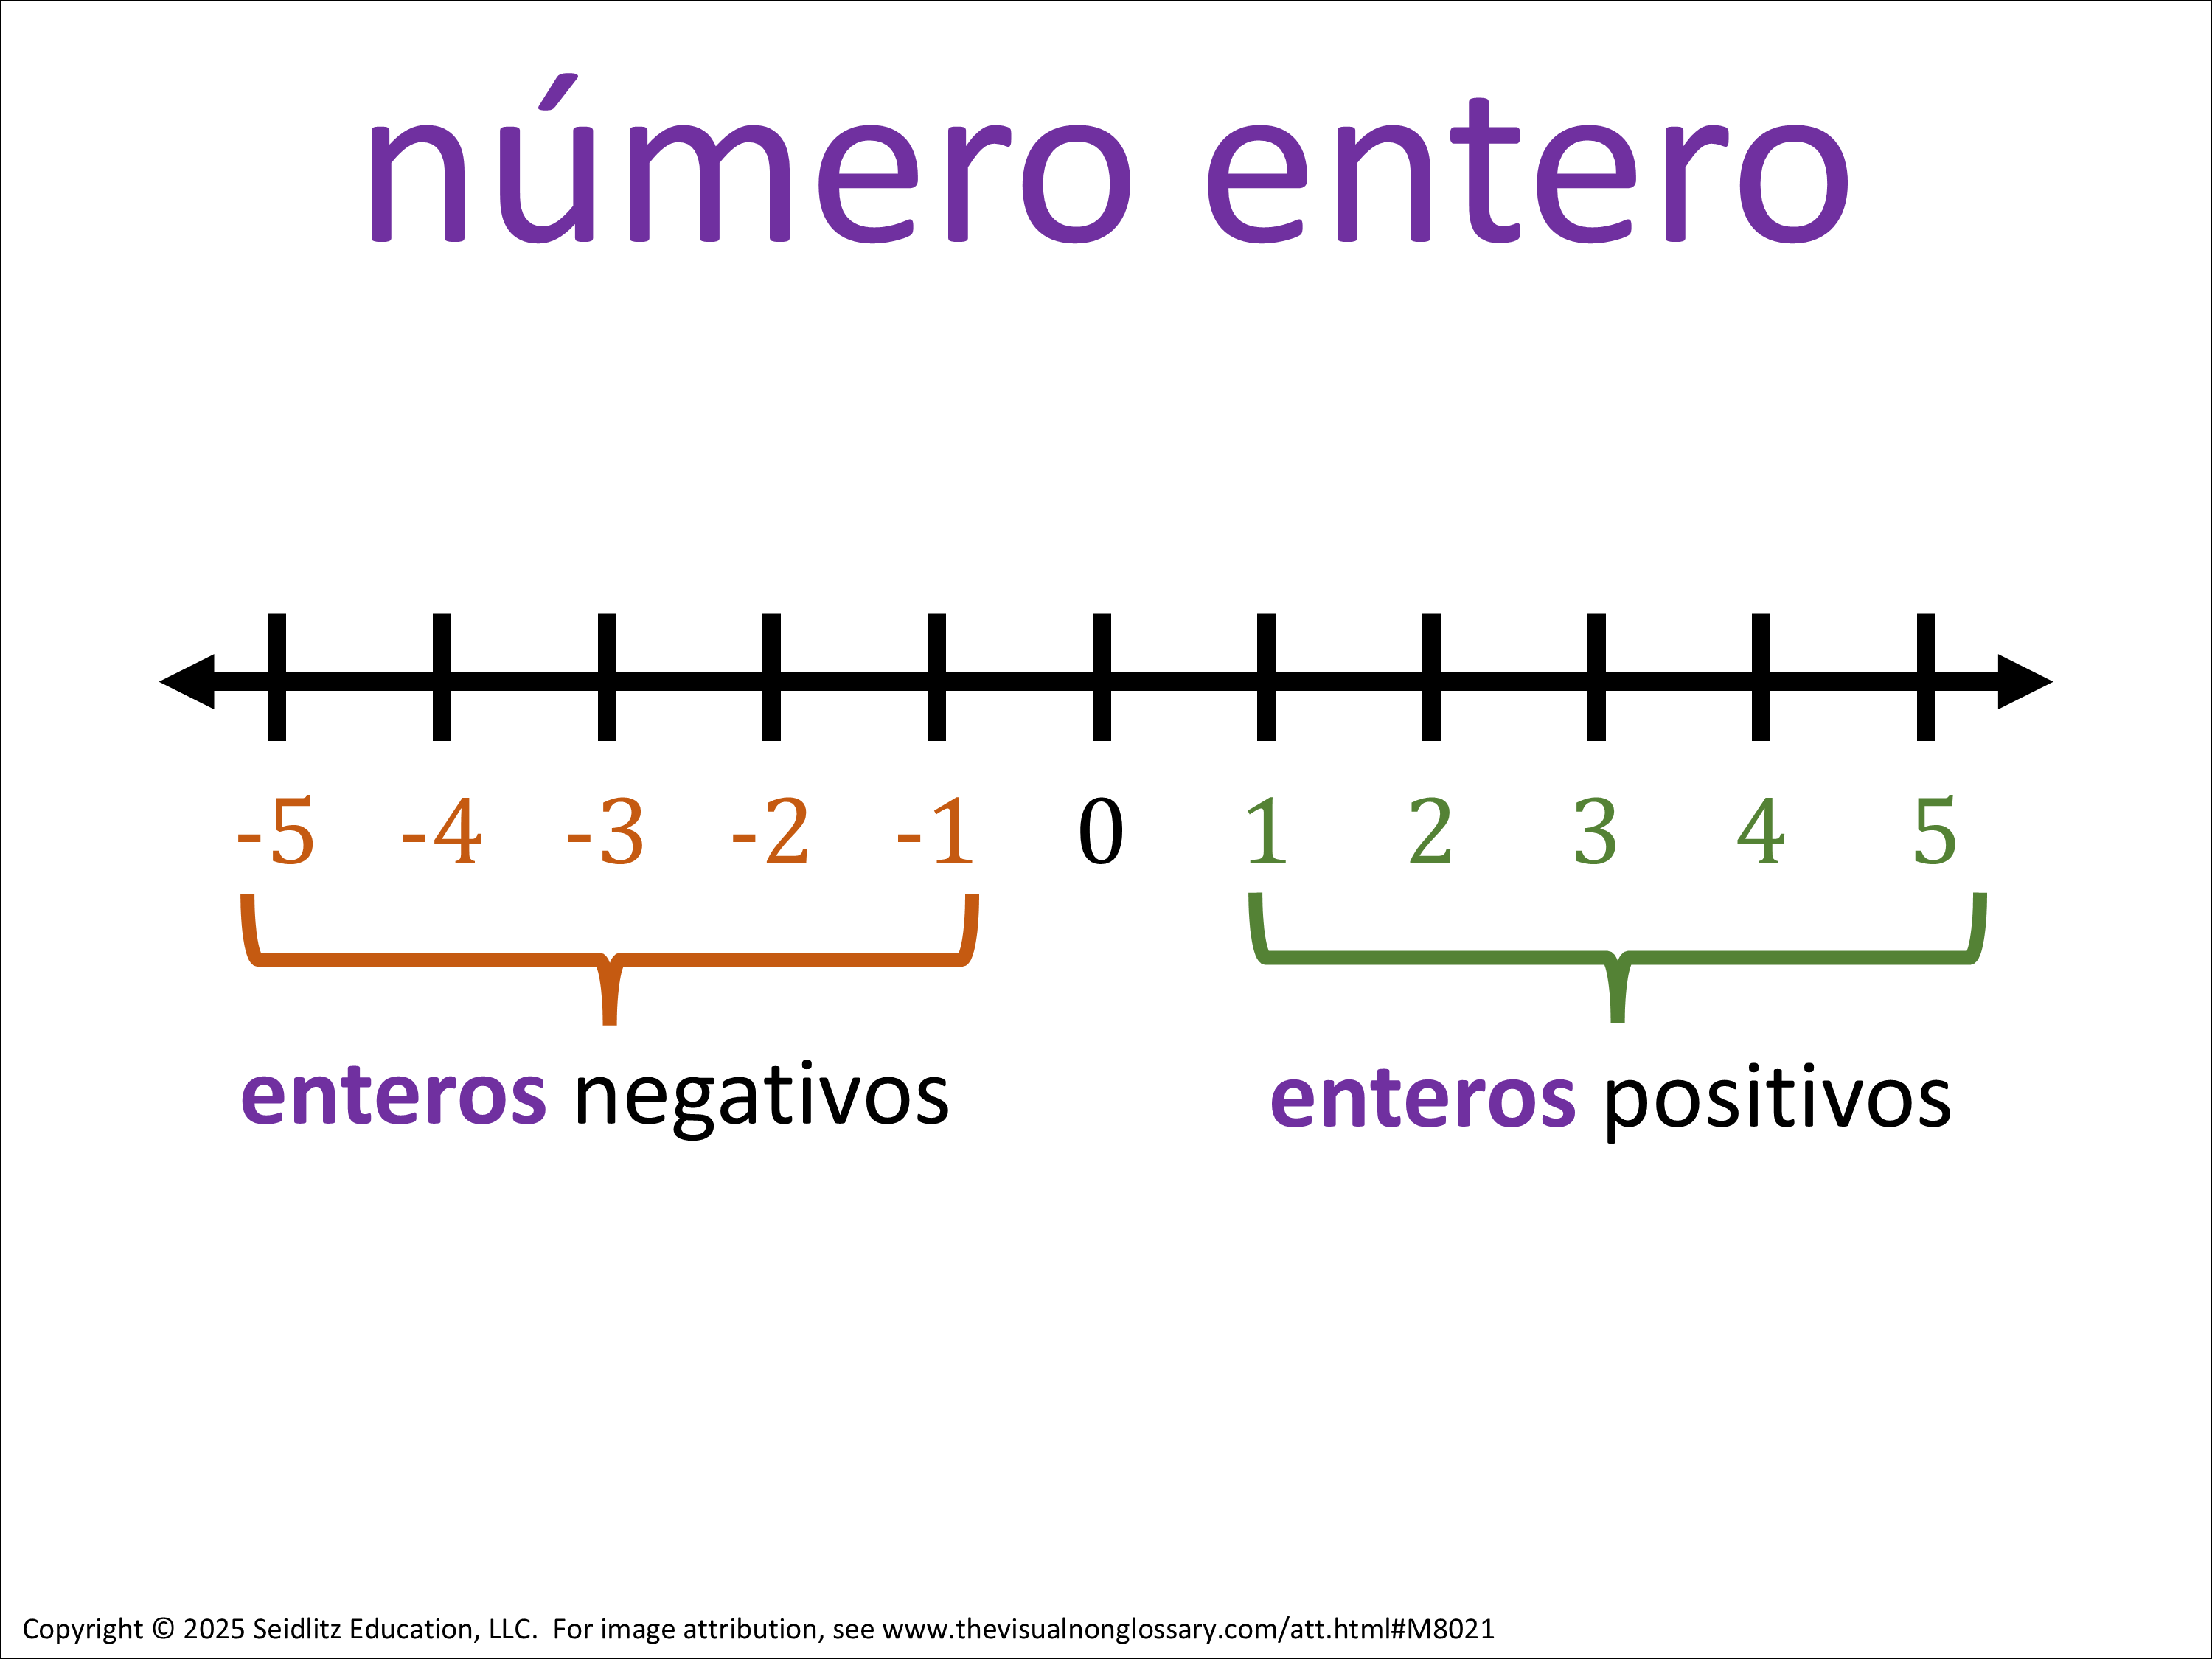 número entero
-5 -4 -3 -2 -1 0 1 2 3 4 5
enteros negativos enteros positivos
Copyright © 2025 Seidlitz Education, LLC.  For image attribution, see www.thevisualnonglossary.com/att.html#M8021